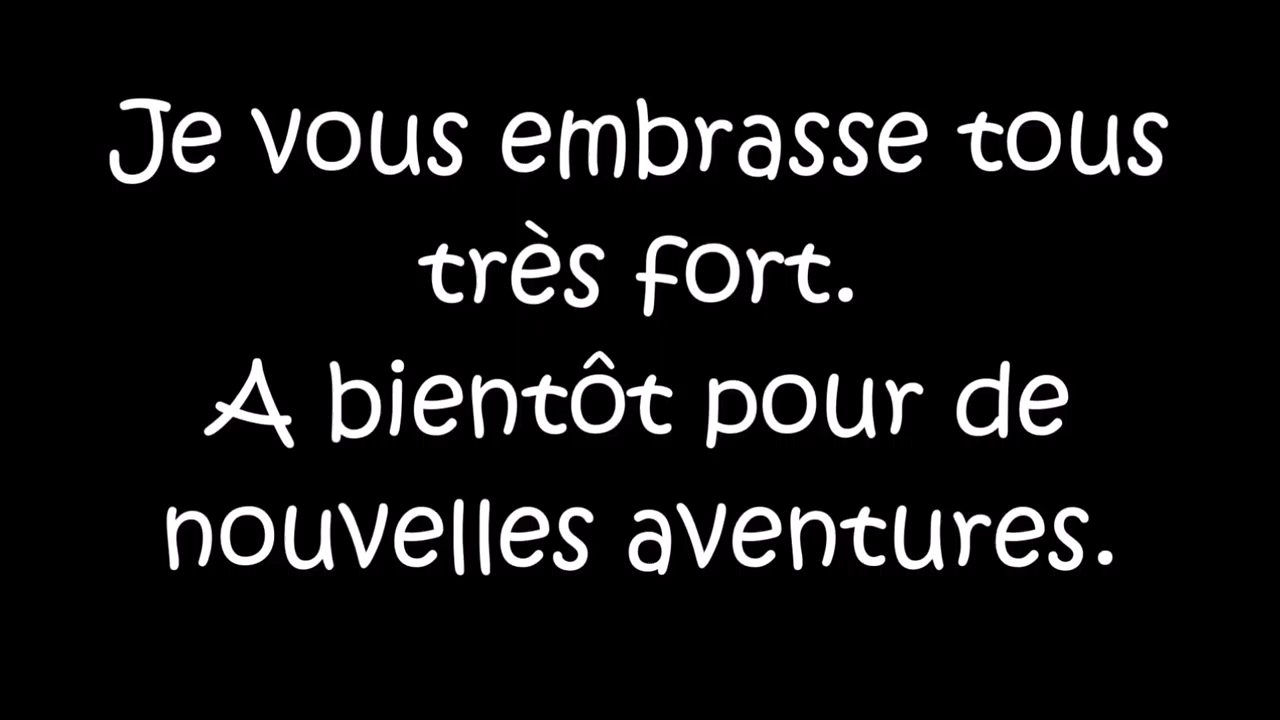 Je vous embrasse tous
très fort.
A bientôt pour de
nouvelles aventures.